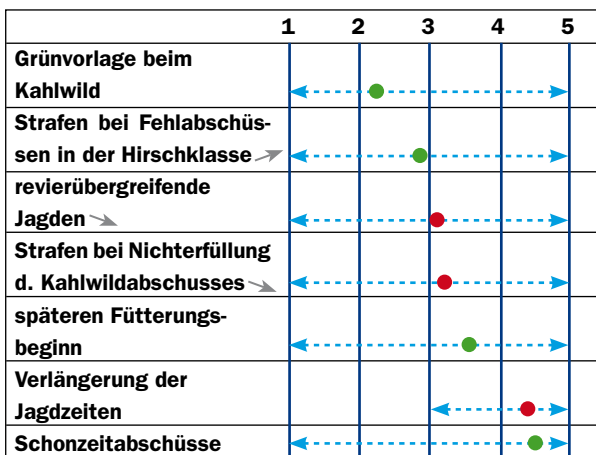 1 2 3 4 5
Grünvorlage beim
Kahlwild
Strafen bei Fehlabschüs-
sen in der Hirschklasse
revierübergreifende
Jagden
Strafen bei Nichterfüllung
d. Kahlwildabschusses
späteren Fütterungs-
beginn
Verlängerung der
Jagdzeiten
Schonzeitabschüsse